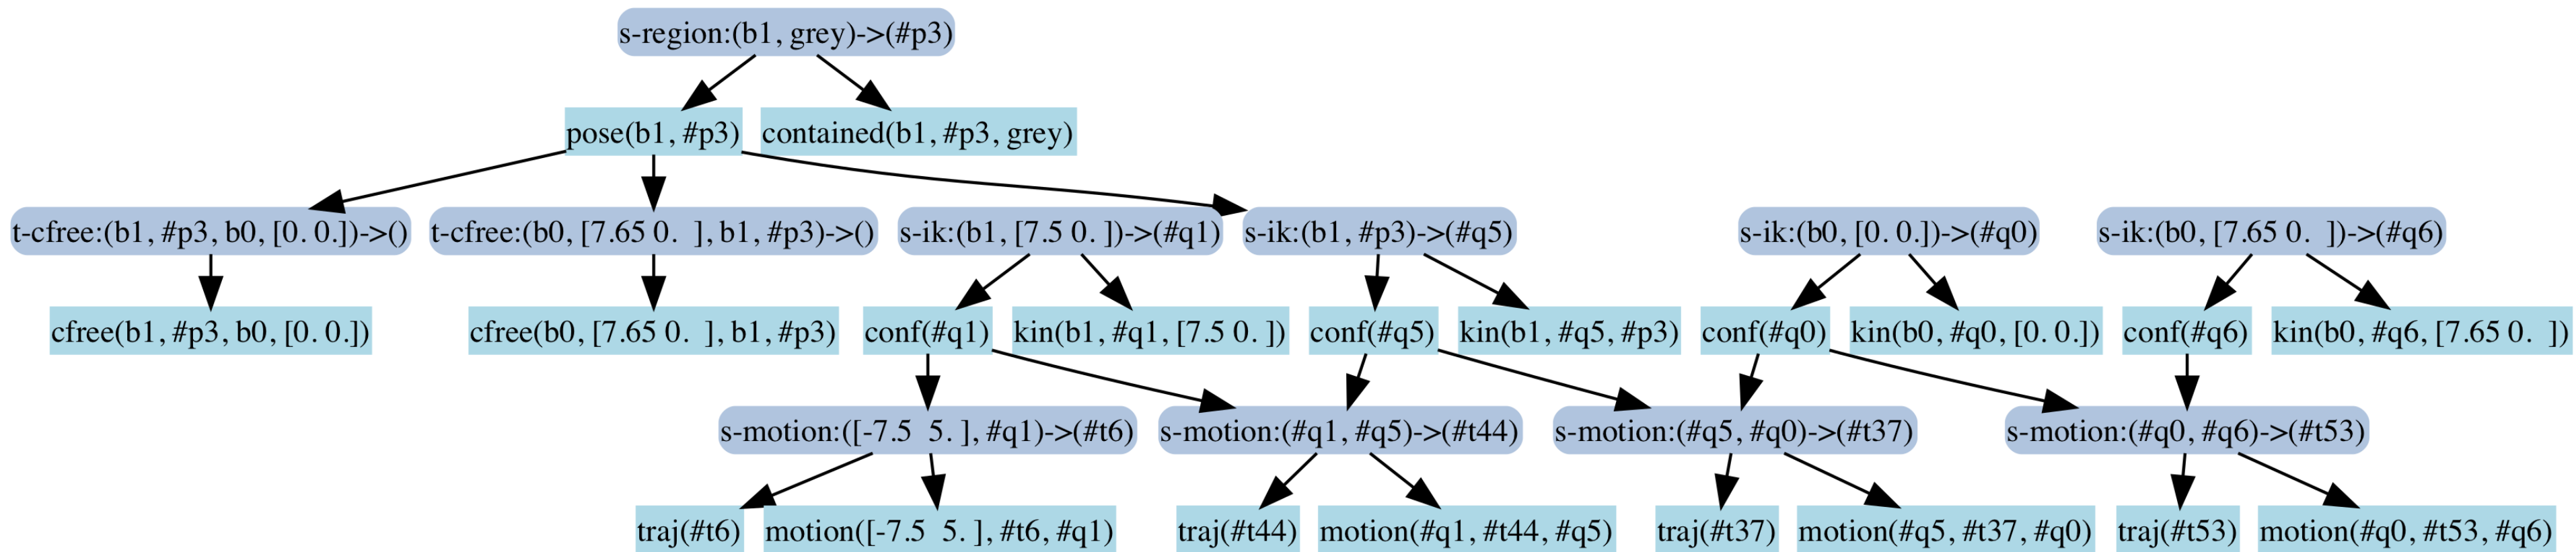 s-region:(b1, grey)->(#p3)
pose(b1, #p3)
contained(b1, #p3, grey)
t-cfree:(b1, #p3, b0, [0. 0.])->()
t-cfree:(b0, [7.65 0.  ], b1, #p3)->()
s-ik:(b1, [7.5 0. ])->(#q1)
s-ik:(b1, #p3)->(#q5)
s-ik:(b0, [0. 0.])->(#q0)
s-ik:(b0, [7.65 0.  ])->(#q6)
cfree(b1, #p3, b0, [0. 0.])
cfree(b0, [7.65 0.  ], b1, #p3)
conf(#q1)
kin(b1, #q1, [7.5 0. ])
conf(#q5)
kin(b1, #q5, #p3)
conf(#q0)
kin(b0, #q0, [0. 0.])
conf(#q6)
kin(b0, #q6, [7.65 0.  ])
s-motion:([-7.5  5. ], #q1)->(#t6)
s-motion:(#q1, #q5)->(#t44)
s-motion:(#q5, #q0)->(#t37)
s-motion:(#q0, #q6)->(#t53)
traj(#t6)
motion([-7.5  5. ], #t6, #q1)
traj(#t44)
motion(#q1, #t44, #q5)
traj(#t37)
motion(#q5, #t37, #q0)
traj(#t53)
motion(#q0, #t53, #q6)